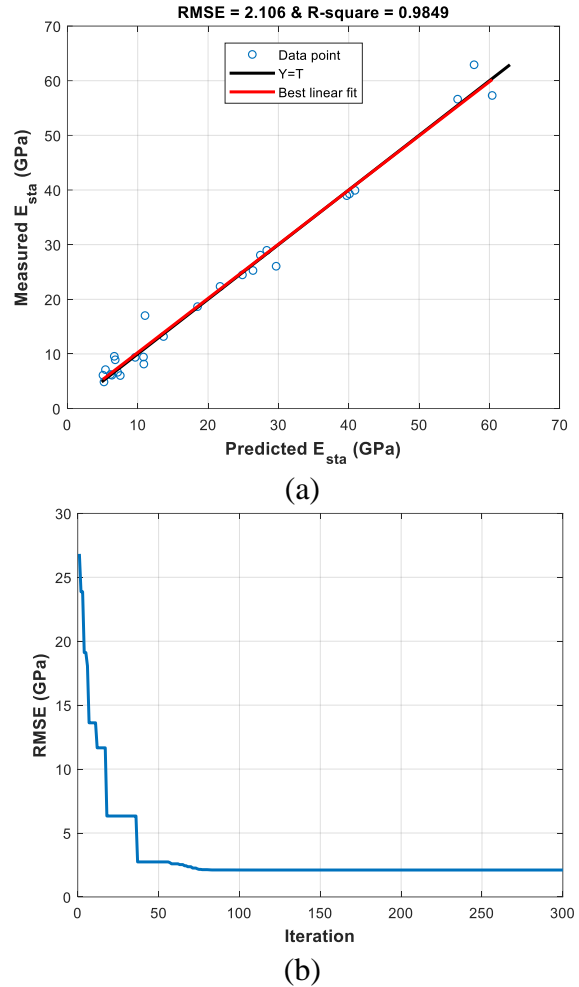 RMSE = 2.106 & R-square = 0.9849
Data point
Y=T
Best linear fit
Measured E_sta (GPa)
70
60
50
40
30
20
10
0
0 10 20 30 40 50 60 70
Predicted E_sta (GPa)
(a)
RMSE (GPa)
30
25
20
15
10
5
0
0 50 100 150 200 250 300
Iteration
(b)